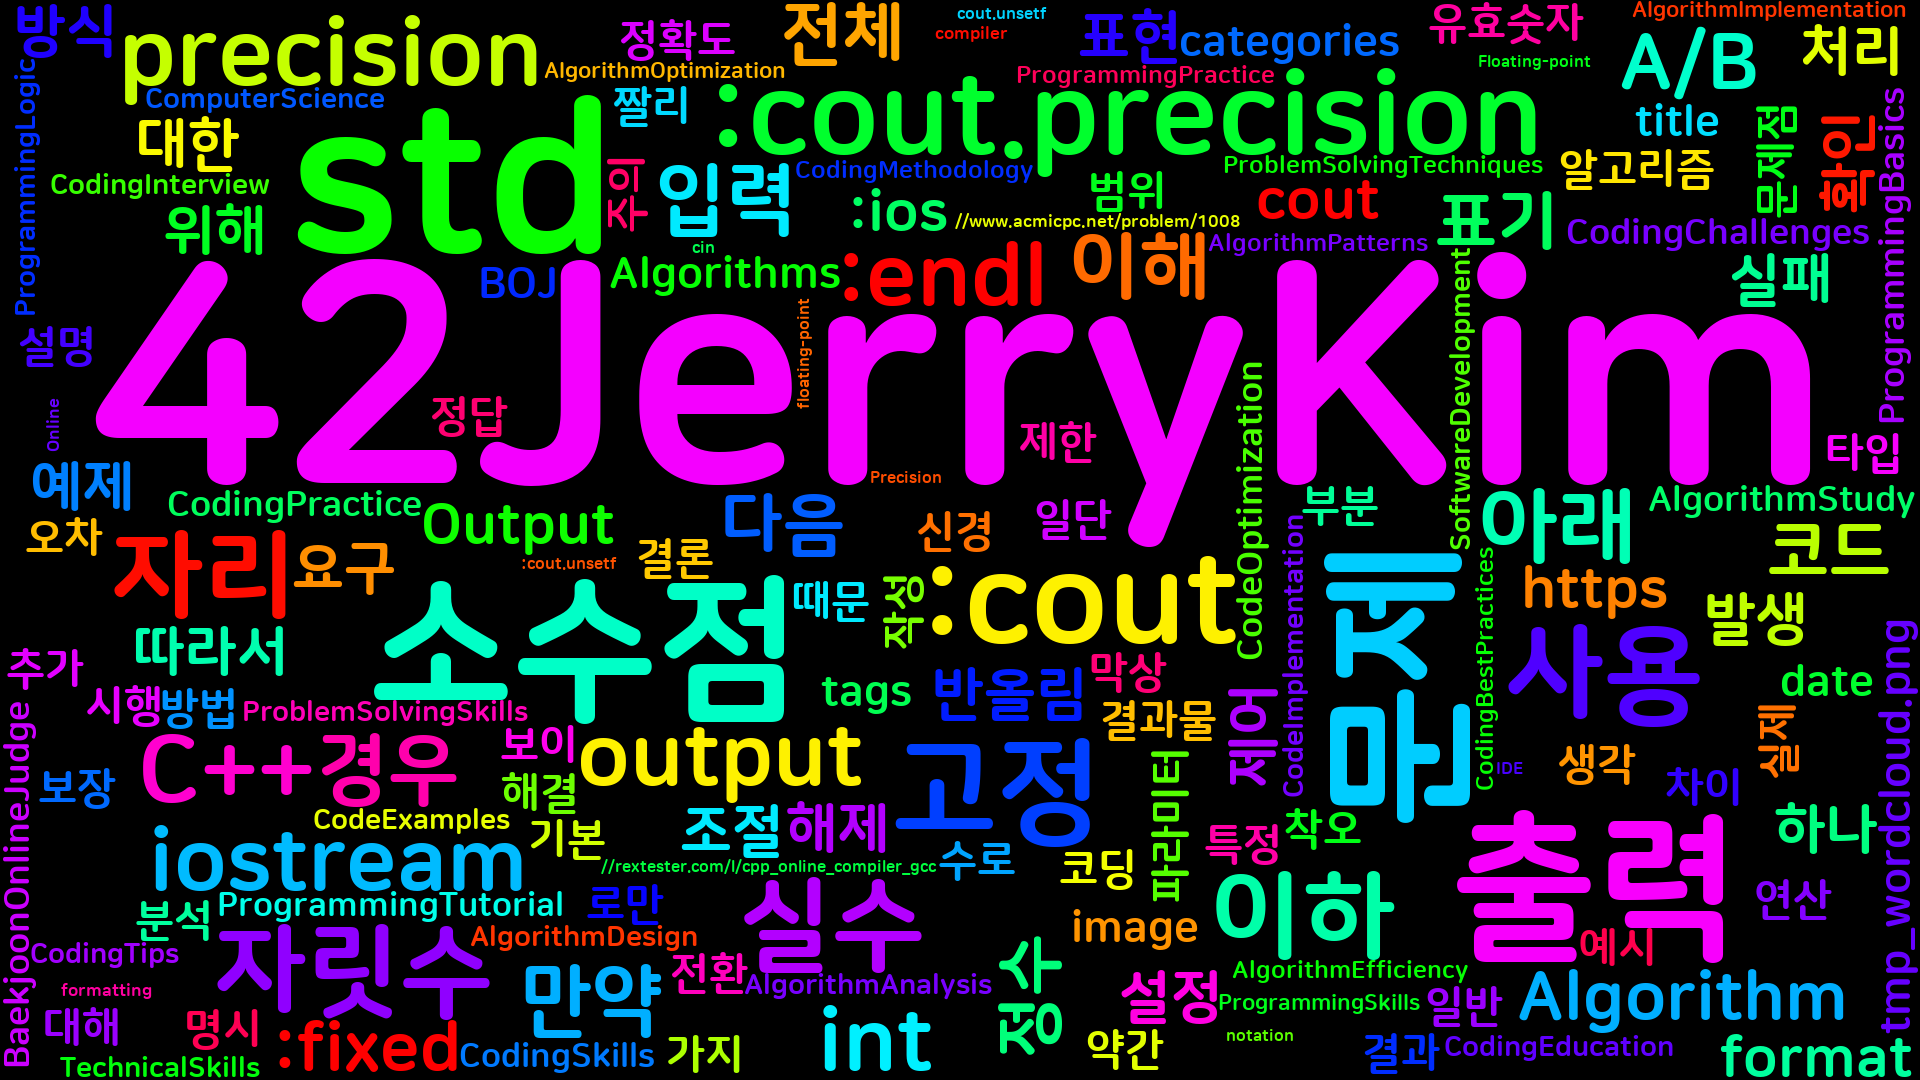 방식
precision
정확도
전체
cout.unsetf
compiler
표현
categories
유효숫자
AlgorithmImplementation
A/B
처리
AlgorithmOptimization
ProgrammingPractice
Floating-point
ProgrammingLogic
ComputerScience
대한
std
짤리
:cout.precision
title
문제점
확인
ProgrammingBasics
CodingInterview
의자
입력
CodingMethodology
ProblemSolvingTechniques
알고리즘
위해
:ios
범위
cout
표기
//www.acmicpc.net/problem/1008
AlgorithmPatterns
CodingChallenges
cin
BOJ
Algorithms
:endl
이해
실패
설명
42JerryKim
floating-point
SoftwareDevelopment
Online
정답
제한
CodeOptimization
타입
예제
Precision
CodingPractice
Output
다음
신경
일단
부분
아래
AlgorithmStudy
오차
자리
요구
:cout.unsetf
결론
코드
소수점
때문
작성
:cout
CodeImplementation
문제
CodingBestPractices
https
발생
따라서
추가
시행
방법
ProblemSolvingSkills
tags
반올림
막상
결과물
제어
사용
date
tmp_wordcloud.png
BaekjoonOnlineJudge
C++경우
보이
output
고정
파라미터
IDE
생각
실제
보장
해결
차이
CodeExamples
iostream
기본
조절
해제
특정
착오
하나
//rextester.com/l/cpp_online_compiler_gcc
수로
코딩
출력
분석
ProgrammingTutorial
로만
실수
image
이하
연산
CodingTips
자릿수
AlgorithmDesign
예시
formatting
만약
전환
AlgorithmAnalysis
정수
설정
AlgorithmEfficiency
ProgrammingSkills
일반
Algorithm
대해
명시
:fixed
int
notation
TechnicalSkills
CodingSkills
가지
약간
결과
CodingEducation
format